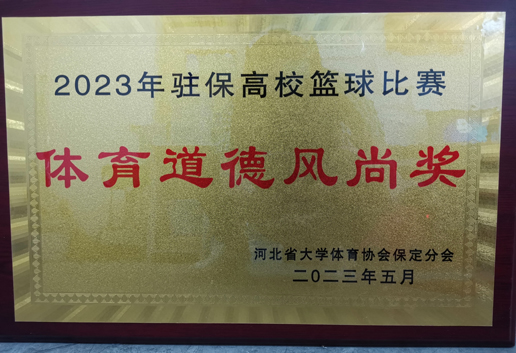 2023年驻保高校篮球比赛
体育道德风尚奖
河北省大学体育协会保定分会
二〇二三年五月